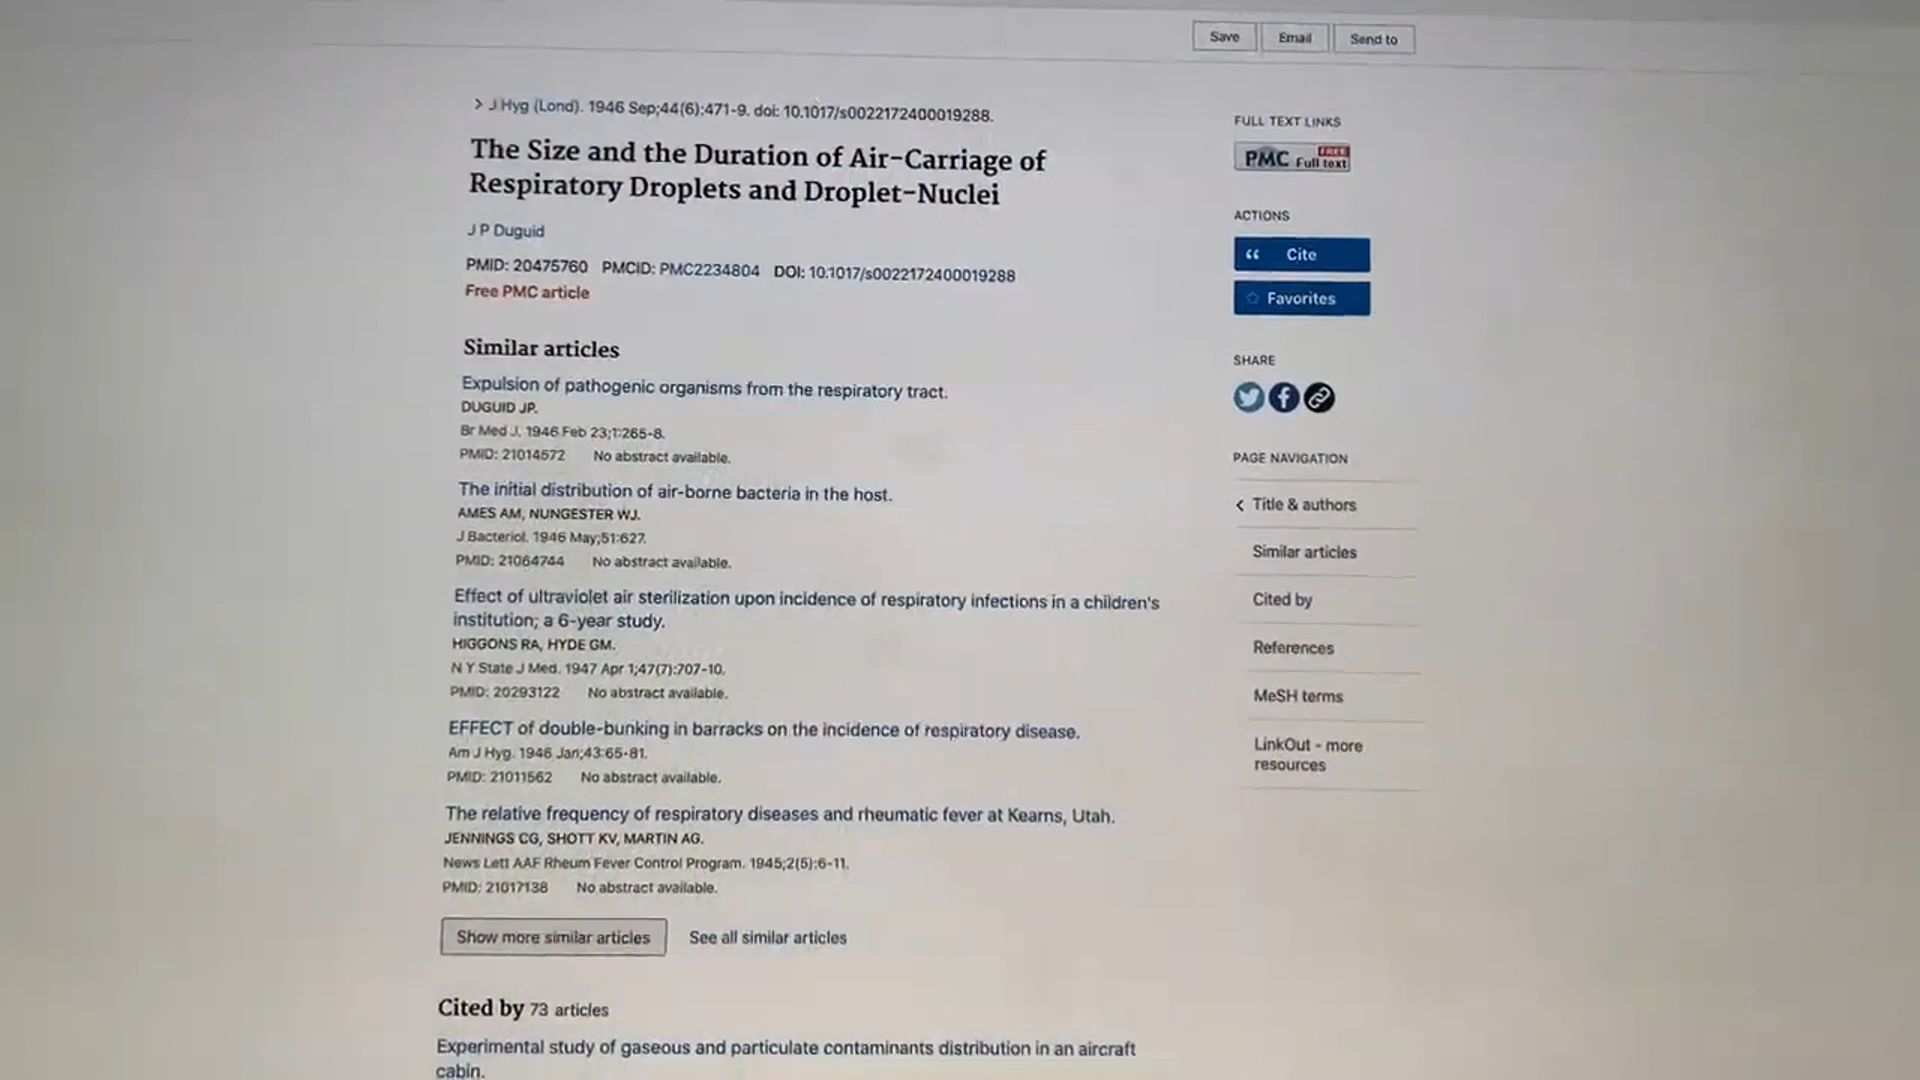 Save Email Send to
> J Hyg (Lond). 1946 Sep;44(6):471-9. doi: 10.1017/s0022172400019288.
The Size and the Duration of Air-Carriage of
Respiratory Droplets and Droplet-Nuclei
J P Duguid
PMID: 20475760 PMCID: PMC2234804 DOI: 10.1017/s0022172400019288
Free PMC article
Similar articles
Expulsion of pathogenic organisms from the respiratory tract.
DUGUID JP.
Br Med J. 1946 Feb 23;1:265-8.
PMID: 21014572 No abstract available.
The initial distribution of air-borne bacteria in the host.
AMES AM, NUNGESTER WJ.
J Bacteriol. 1946 May;51:627.
PMID: 21064744 No abstract available.
Effect of ultraviolet air sterilization upon incidence of respiratory infections in a children's
institution; a 6-year study.
HIGGONS RA, HYDE GM.
N Y State J Med. 1947 Apr 1;47(7):707-10.
PMID: 20293122 No abstract available.
EFFECT of double-bunking in barracks on the incidence of respiratory disease.
Am J Hyg. 1946 Jan;43:65-81.
PMID: 21011562 No abstract available.
The relative frequency of respiratory diseases and rheumatic fever at Kearns, Utah.
JENNINGS CG, SHOTT KV, MARTIN AG.
News Lett AAF Rheum Fever Control Program. 1945;2(5):6-11.
PMID: 21017138 No abstract available.
Show more similar articles See all similar articles
Cited by 73 articles
Experimental study of gaseous and particulate contaminants distribution in an aircraft
cabin.
FULL TEXT LINKS
PMC FREE Full text
ACTIONS
Cite
Favorites
SHARE
PAGE NAVIGATION
< Title & authors
Similar articles
Cited by
References
MeSH terms
LinkOut - more
resources